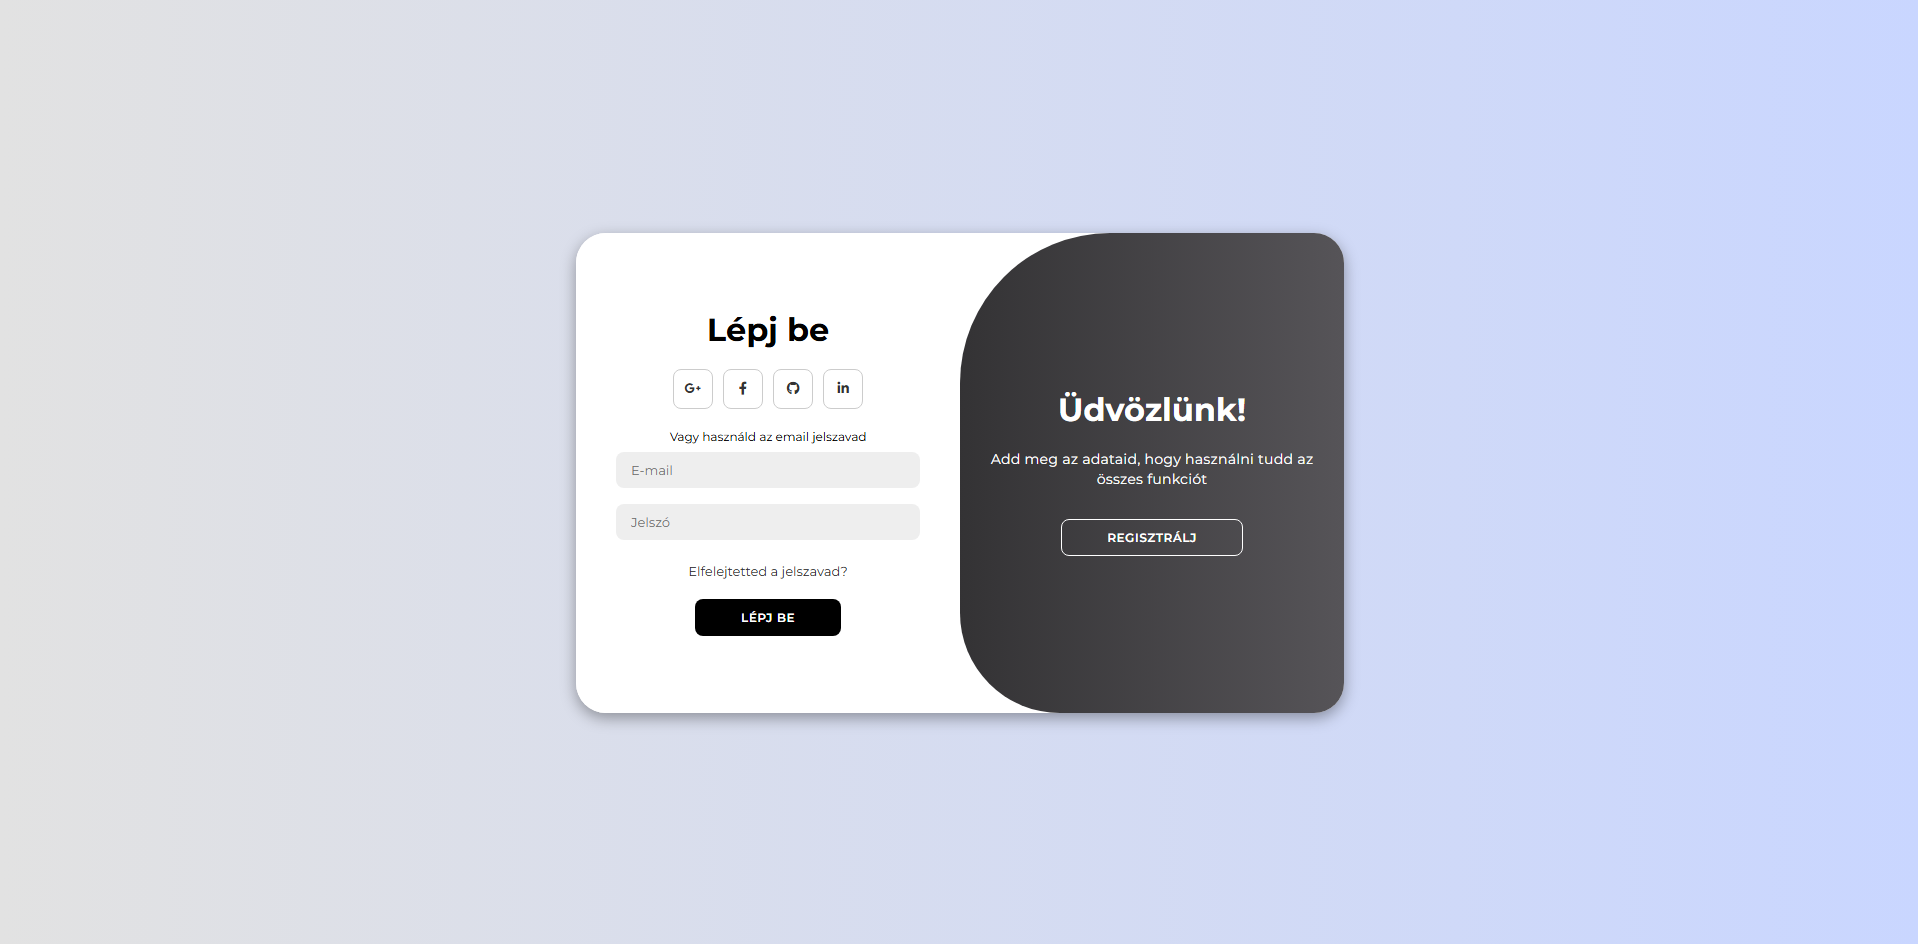 Lépj be
G+ f in
Vagy használd az email jelszavad
E-mail
Jelszó
Elfelejtetted a jelszavad?
LÉPJ BE
Üdvözlünk!
Add meg az adataid, hogy használni tudd az
összes funkciót
REGISZTRÁLJ